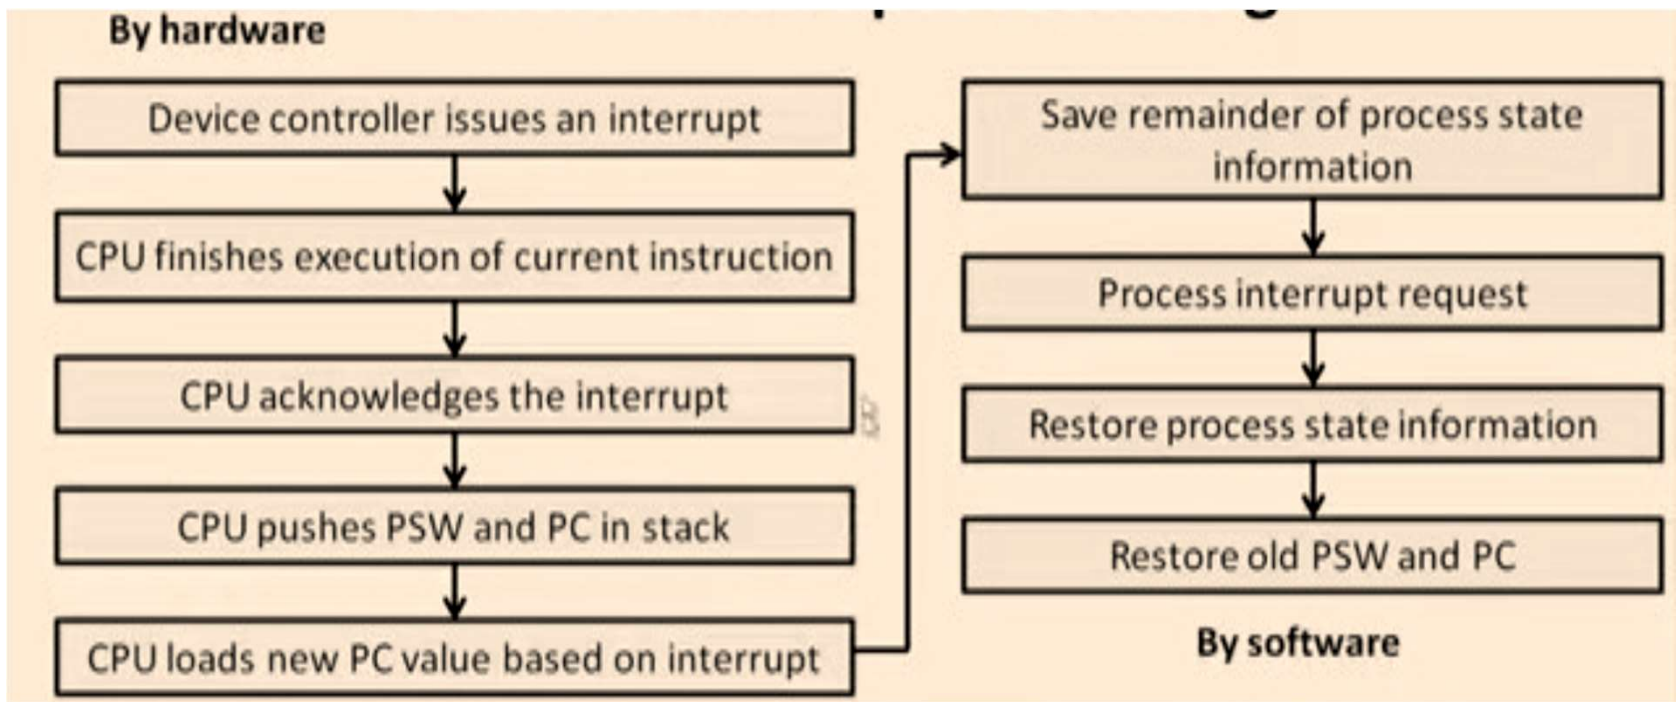 By hardware
Device controller issues an interrupt
CPU finishes execution of current instruction
CPU acknowledges the interrupt
CPU pushes PSW and PC in stack
CPU loads new PC value based on interrupt
Save remainder of process state
information
Process interrupt request
Restore process state information
Restore old PSW and PC
By software